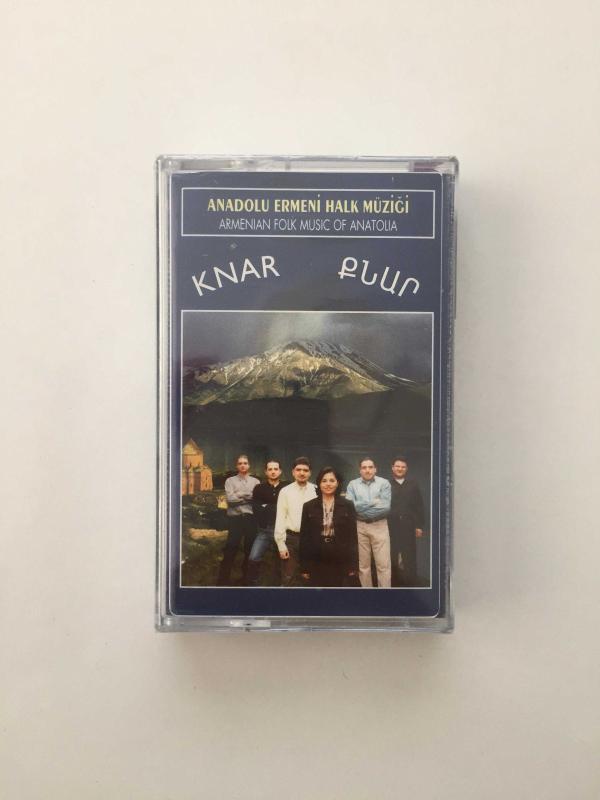 ANADOLU ERMENİ HALK MÜZİĞİ
ARMENIAN FOLK MUSIC OF ANATOLIA
KNAR ՔՆԱՐ